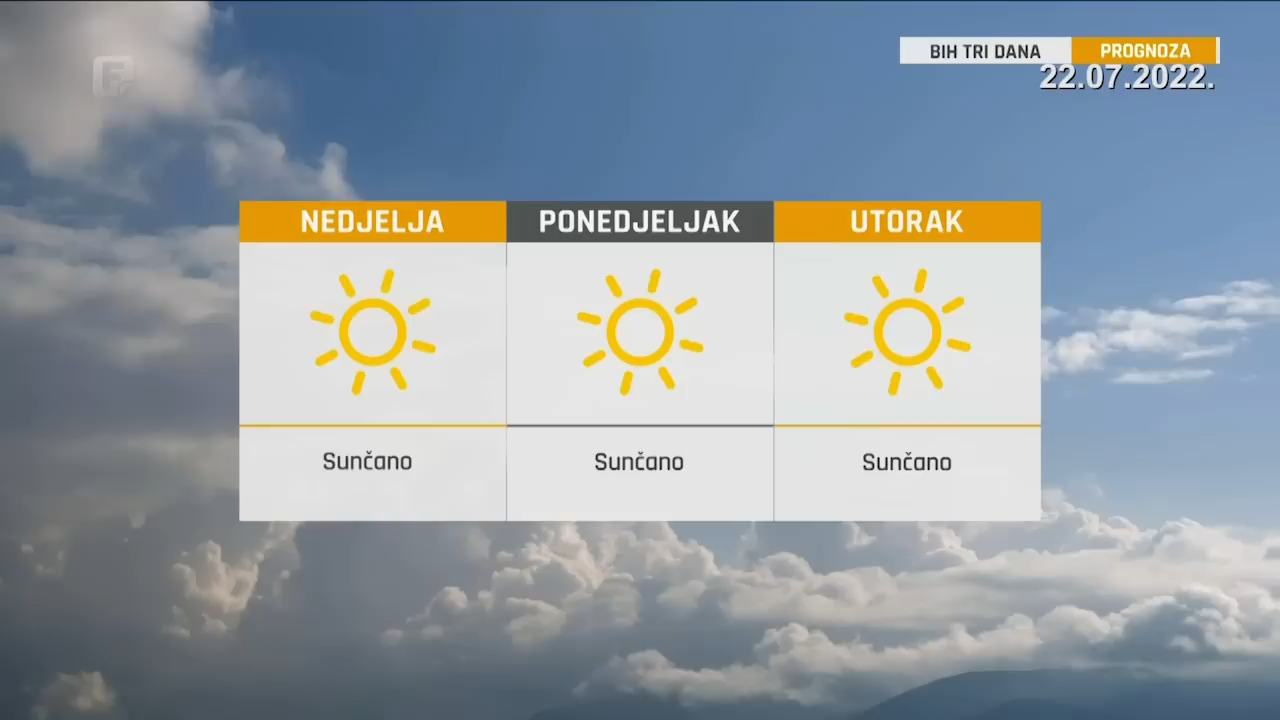 BIH TRI DANA PROGNOZA
22.07.2022.
NEDJELJA PONEDJELJAK UTORAK
Sunčano Sunčano Sunčano